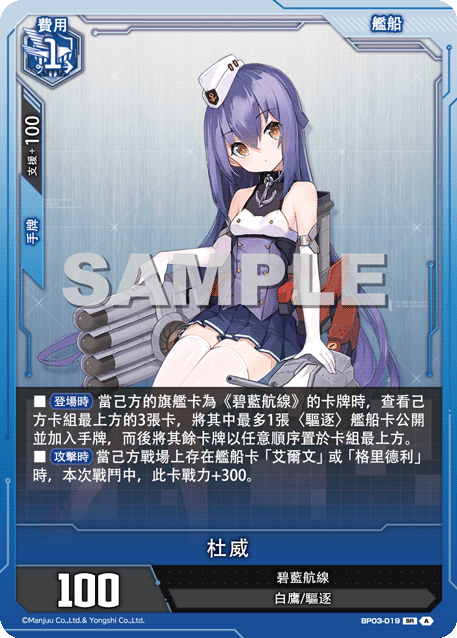 費用
艦船
1
支援+100
手牌
SAMPLE
■ 登場時 當己方的旗艦卡為《碧藍航線》的卡牌時，查看己
方卡組最上方的3張卡，將其中最多1張〈驅逐〉艦船卡公開
並加入手牌，而後將其餘卡牌以任意順序置於卡組最上方。
■ 攻擊時 當己方戰場上存在艦船卡「艾爾文」或「格里德利」
時，本次戰鬥中，此卡戰力+300。
杜威
100
碧藍航線
白鷹/驅逐
©Manjuu Co.,Ltd.& Yongshi Co.,Ltd.
BP03-019 SR A